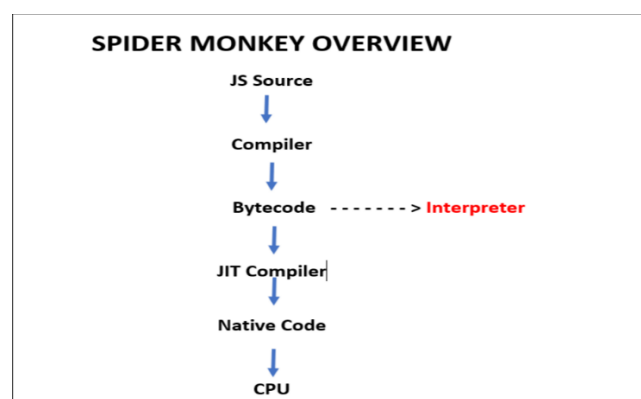 SPIDER MONKEY OVERVIEW
JS Source
Compiler
Bytecode - - - - - - - > Interpreter
JIT Compiler
Native Code
CPU